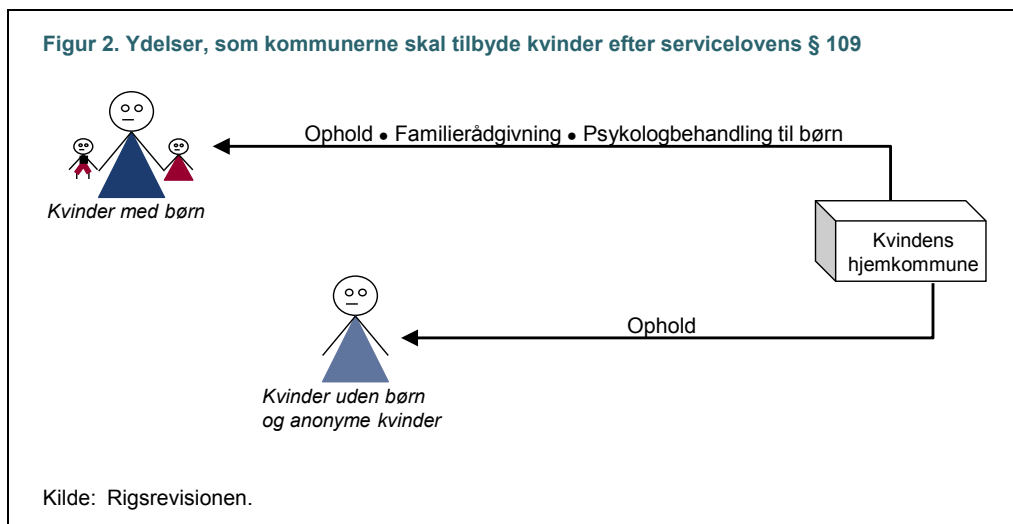 Figur 2. Ydelser, som kommunerne skal tilbyde kvinder efter servicelovens § 109
Ophold ● Familierådgivning ● Psykologbehandling til børn
Kvinder med børn
Kvindens
hjemkommune
Ophold
Kvinder uden børn
og anonyme kvinder
Kilde: Rigsrevisionen.